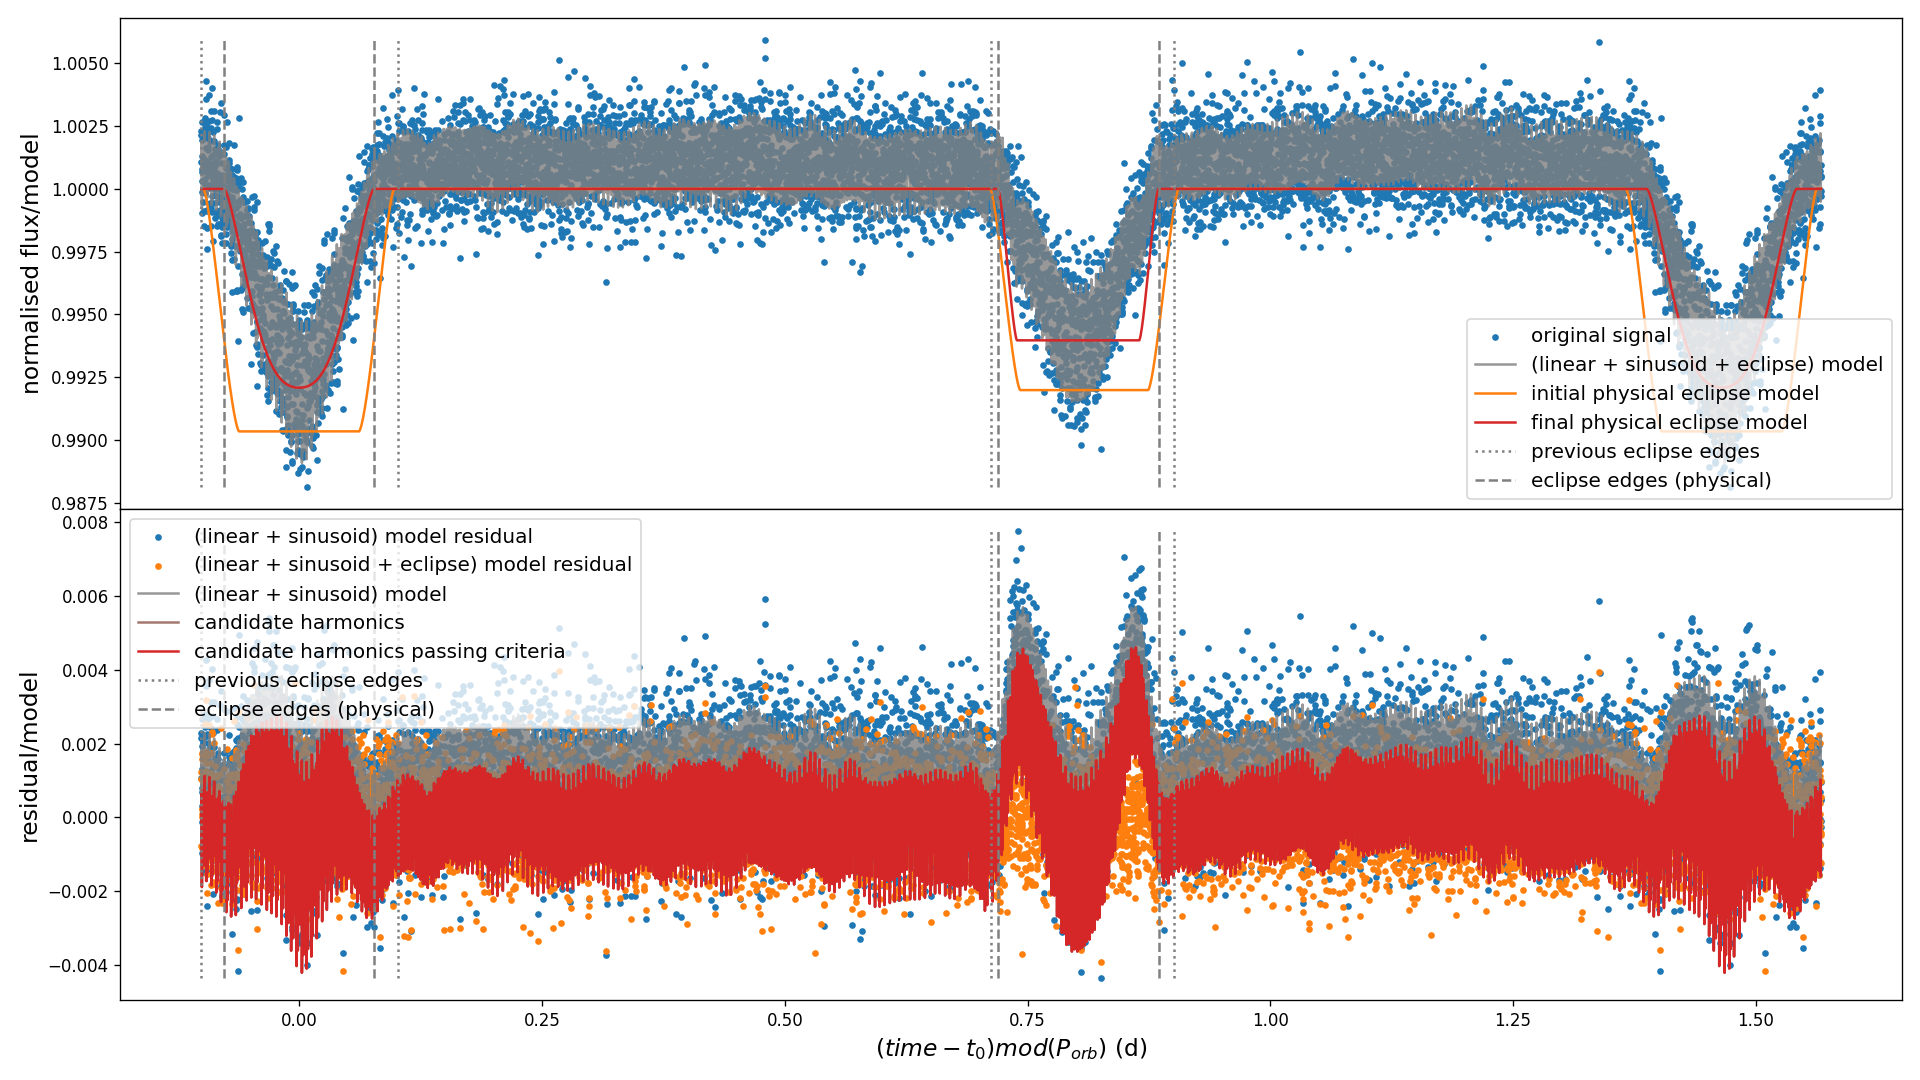 normalised flux/model
1.0050
1.0025
1.0000
0.9975
0.9950
0.9925
0.9900
0.9875
original signal
(linear + sinusoid + eclipse) model
initial physical eclipse model
final physical eclipse model
previous eclipse edges
eclipse edges (physical)
residual/model
0.008
0.006
0.004
0.002
0.000
−0.002
−0.004
(linear + sinusoid) model residual
(linear + sinusoid + eclipse) model residual
(linear + sinusoid) model
candidate harmonics
candidate harmonics passing criteria
previous eclipse edges
eclipse edges (physical)
0.00 0.25 0.50 0.75 1.00 1.25 1.50
(time − t₀)mod(P_orb) (d)